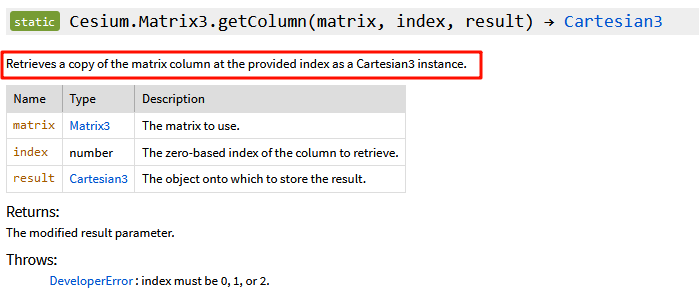 static Cesium.Matrix3.getColumn(matrix, index, result) → Cartesian3
Retrieves a copy of the matrix column at the provided index as a Cartesian3 instance.
Name Type Description
matrix Matrix3 The matrix to use.
index number The zero-based index of the column to retrieve.
result Cartesian3 The object onto which to store the result.
Returns:
The modified result parameter.
Throws:
DeveloperError : index must be 0, 1, or 2.